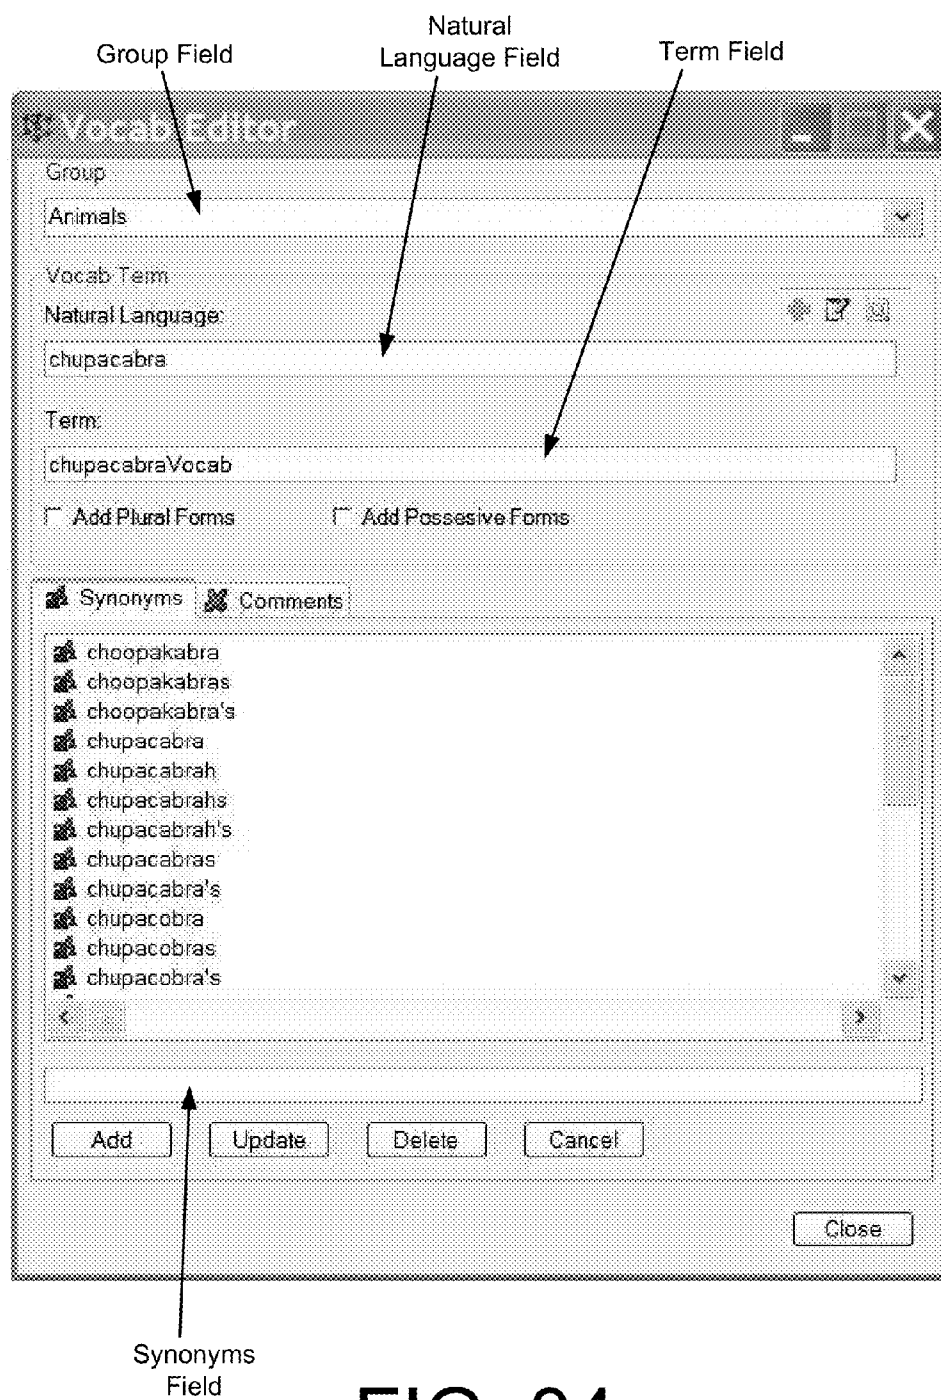 Natural
Group Field Language Field Term Field
Vocab Editor
Group
Animals
Vocab Term
Natural Language:
chupacabra
Term:
chupacabraVocab
Add Plural Forms Add Possesive Forms
Synonyms Comments
choopakabra
choopakabras
choopakabra's
chupacabra
chupacabrah
chupacabrahs
chupacabrah's
chupacabras
chupacabra's
chupacobra
chupacobras
chupacobra's
Add Update Delete Cancel
Close
Synonyms
Field